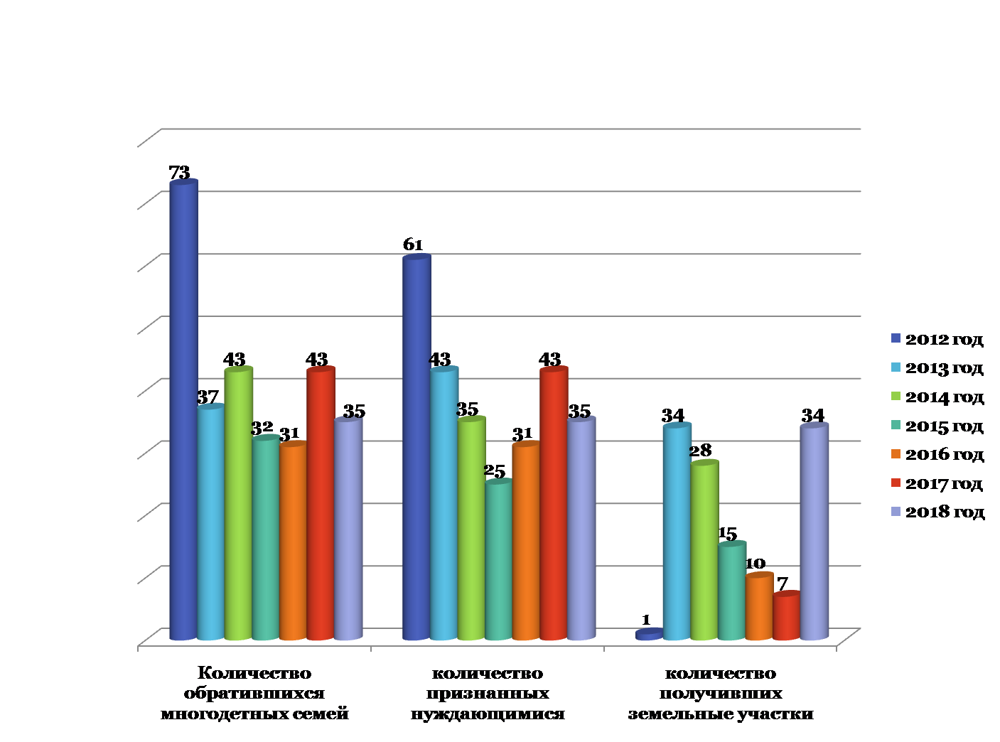 73
37
43
32
31
43
35
61
43
35
25
31
43
35
1
34
28
15
10
7
34
Количество
обратившихся
многодетных семей
количество
признанных
нуждающимися
количество
получивших
земельные участки
2012 год
2013 год
2014 год
2015 год
2016 год
2017 год
2018 год